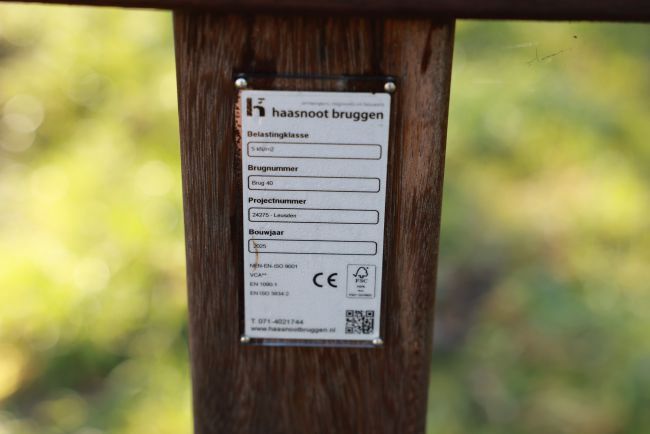 haasnoot bruggen
Belastingklasse
5 kN/m2
Brugnummer
Brug 40
Projectnummer
24275 - Leusden
Bouwjaar
2025
NEN-EN-ISO 9001
VCA**
EN 1090-1
EN ISO 3834-2
CE
FSC
T 071-4021744
www.haasnootbruggen.nl